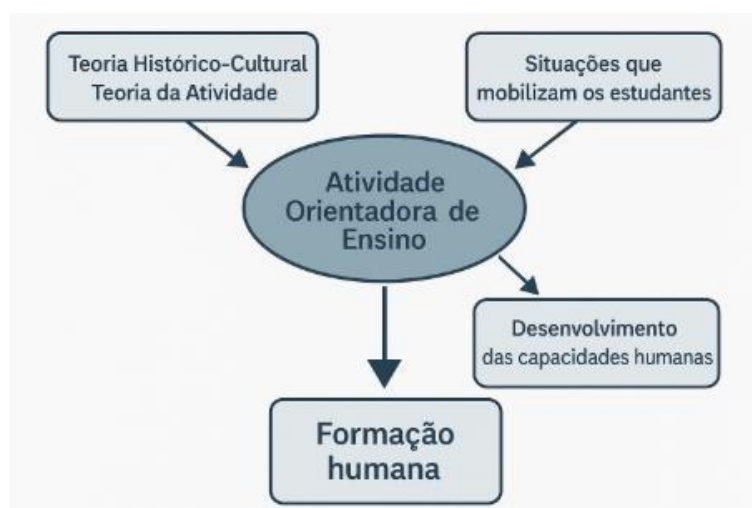 Teoria Histórico-Cultural
Teoria da Atividade
Situações que
mobilizam os estudantes
Atividade
Orientadora de
Ensino
Desenvolvimento
das capacidades humanas
Formação
humana